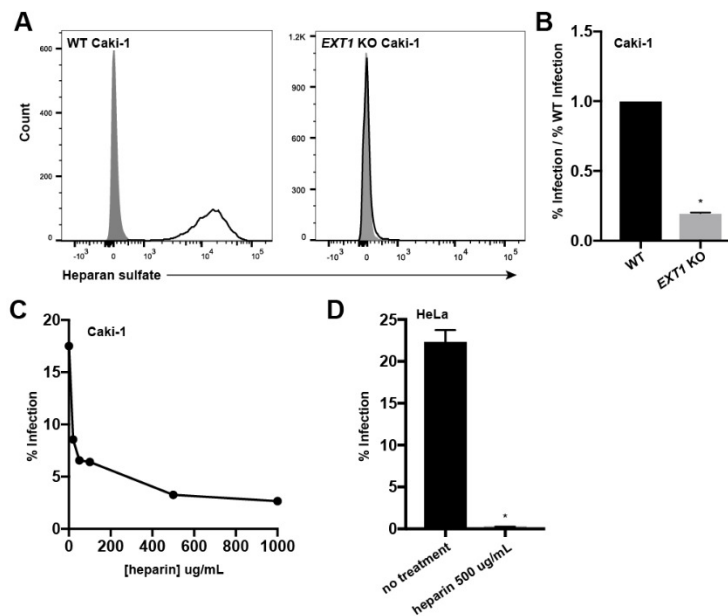 A
WT Caki-1
Count
600
400
200
0
-10³ 0 10³ 10⁴ 10⁵
EXT1 KO Caki-1
1.2K
900
600
300
0
-10³ 0 10³ 10⁴ 10⁵
Heparan sulfate
B
Caki-1
% Infection / % WT Infection
1.5
1.0
0.5
0.0
*
WT
EXT1 KO
C
Caki-1
% Infection
20
15
10
5
0
0 200 400 600 800 1000
[heparin] ug/mL
D
HeLa
% Infection
25
20
15
10
5
0
*
no treatment
heparin 500 ug/mL